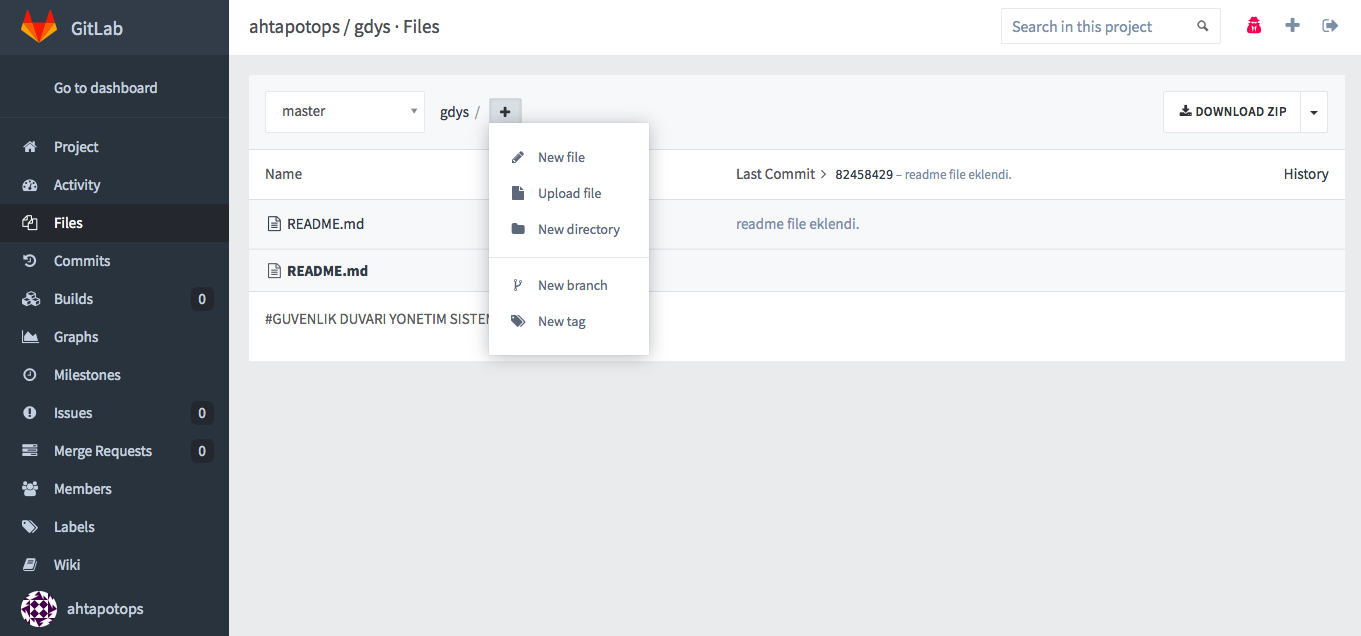 GitLab
Go to dashboard
Project
Activity
Files
Commits
Builds 0
Graphs
Milestones
Issues 0
Merge Requests 0
Members
Labels
Wiki
ahtapotops
ahtapotops / gdys · Files
Search in this project
master
gdys /
DOWNLOAD ZIP
New file
Upload file
New directory
New branch
New tag
Name
Last Commit > 82458429 – readme file eklendi.
History
README.md
readme file eklendi.
README.md
#GUVENLIK DUVARI YONETIM